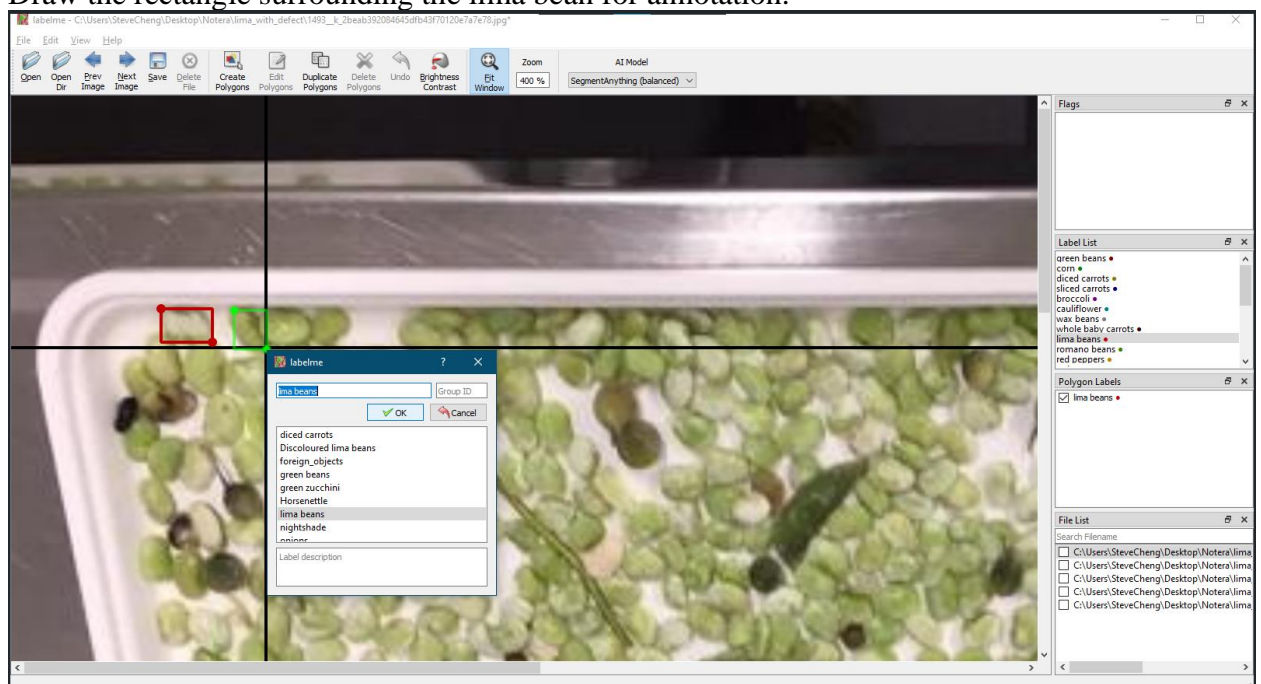 Draw the rectangle surrounding the lima bean for annotation.
labelme - C:\Users\SteveCheng\Desktop\Notera\lima_with_defect\1493__k_2beab392084645dfb43f70120e7a7e78.jpg*
File Edit View Help
Open Open Dir Prev Image Next Image Save Delete File Create Polygons Edit Polygons Duplicate Polygons Delete Polygons Undo Brightness Contrast Fit Window Zoom 400 % AI Model SegmentAnything (balanced)
Flags
Label List
green beans
corn
diced carrots
sliced carrots
broccoli
cauliflower
wax beans
whole baby carrots
lima beans
romano beans
red peppers
Polygon Labels
lima beans
File List
Search Filename
C:\Users\SteveCheng\Desktop\Notera\lima
C:\Users\SteveCheng\Desktop\Notera\lima
C:\Users\SteveCheng\Desktop\Notera\lima
C:\Users\SteveCheng\Desktop\Notera\lima
C:\Users\SteveCheng\Desktop\Notera\lima
labelme ?
lima beans Group ID
OK Cancel
diced carrots
Discoloured lima beans
foreign_objects
green beans
green zucchini
Horsenettle
lima beans
nightshade
onions
Label description